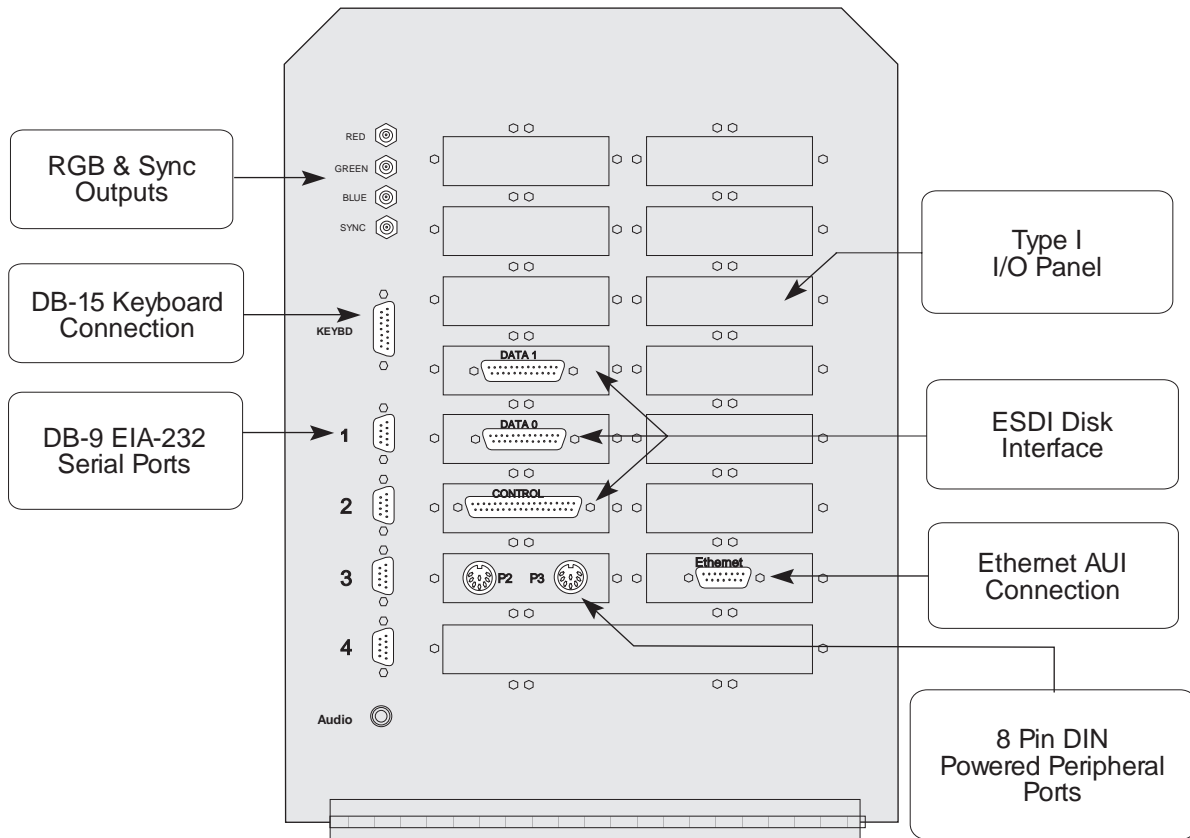 RGB & Sync
Outputs
DB-15 Keyboard
Connection
DB-9 EIA-232
Serial Ports
RED
GREEN
BLUE
SYNC
KEYBD
1
2
3
4
Audio
DATA 1
DATA 0
CONTROL
P2 P3
Ethernet
Type I
I/O Panel
ESDI Disk
Interface
Ethernet AUI
Connection
8 Pin DIN
Powered Peripheral
Ports